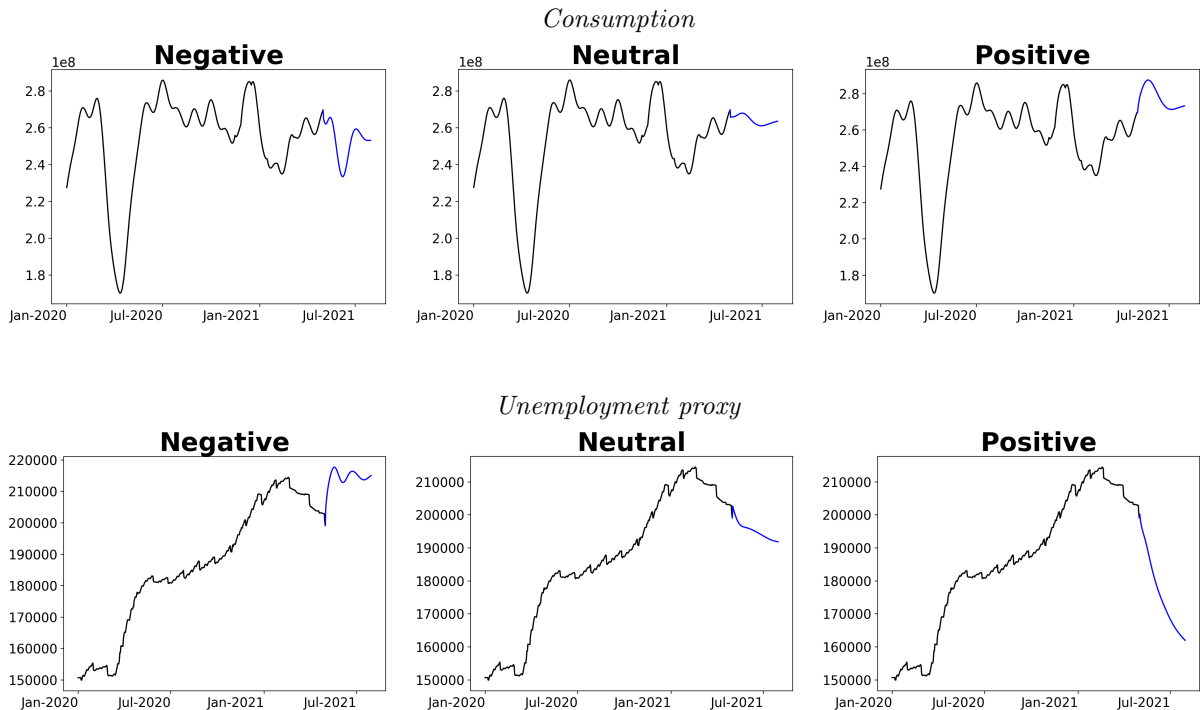 Consumption
Negative Neutral Positive
1e8 1e8 1e8
2.8 2.8 2.8
2.6 2.6 2.6
2.4 2.4 2.4
2.2 2.2 2.2
2.0 2.0 2.0
1.8 1.8 1.8
Jan-2020 Jul-2020 Jan-2021 Jul-2021 Jan-2020 Jul-2020 Jan-2021 Jul-2021 Jan-2020 Jul-2020 Jan-2021 Jul-2021
Unemployment proxy
Negative Neutral Positive
220000
210000 210000 210000
200000 200000 200000
190000 190000 190000
180000 180000 180000
170000 170000 170000
160000 160000 160000
150000 150000 150000
Jan-2020 Jul-2020 Jan-2021 Jul-2021 Jan-2020 Jul-2020 Jan-2021 Jul-2021 Jan-2020 Jul-2020 Jan-2021 Jul-2021